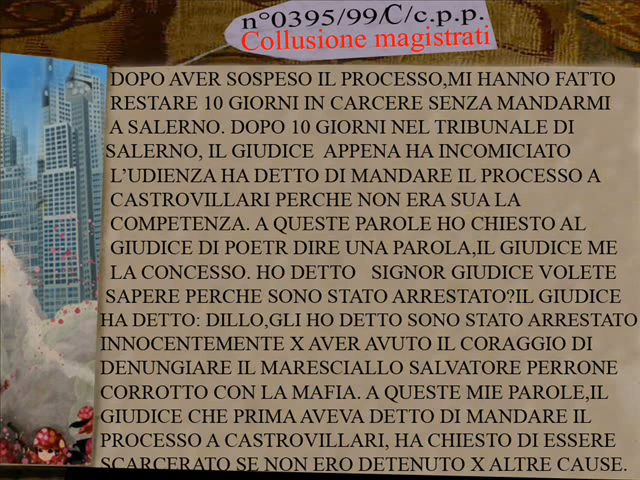 n°0395/99/C/c.p.p.
Collusione magistrati
DOPO AVER SOSPESO IL PROCESSO,MI HANNO FATTO
RESTARE 10 GIORNI IN CARCERE SENZA MANDARMI
A SALERNO. DOPO 10 GIORNI NEL TRIBUNALE DI
SALERNO, IL GIUDICE APPENA HA INCOMICIATO
L'UDIENZA HA DETTO DI MANDARE IL PROCESSO A
CASTROVILLARI PERCHE NON ERA SUA LA
COMPETENZA. A QUESTE PAROLE HO CHIESTO AL
GIUDICE DI POETR DIRE UNA PAROLA,IL GIUDICE ME
LA CONCESSO. HO DETTO SIGNOR GIUDICE VOLETE
SAPERE PERCHE SONO STATO ARRESTATO?IL GIUDICE
HA DETTO: DILLO,GLI HO DETTO SONO STATO ARRESTATO
INNOCENTEMENTE X AVER AVUTO IL CORAGGIO DI
DENUNGIARE IL MARESCIALLO SALVATORE PERRONE
CORROTTO CON LA MAFIA. A QUESTE MIE PAROLE,IL
GIUDICE CHE PRIMA AVEVA DETTO DI MANDARE IL
PROCESSO A CASTROVILLARI, HA CHIESTO DI ESSERE
SCARCERATO SE NON ERO DETENUTO X ALTRE CAUSE.